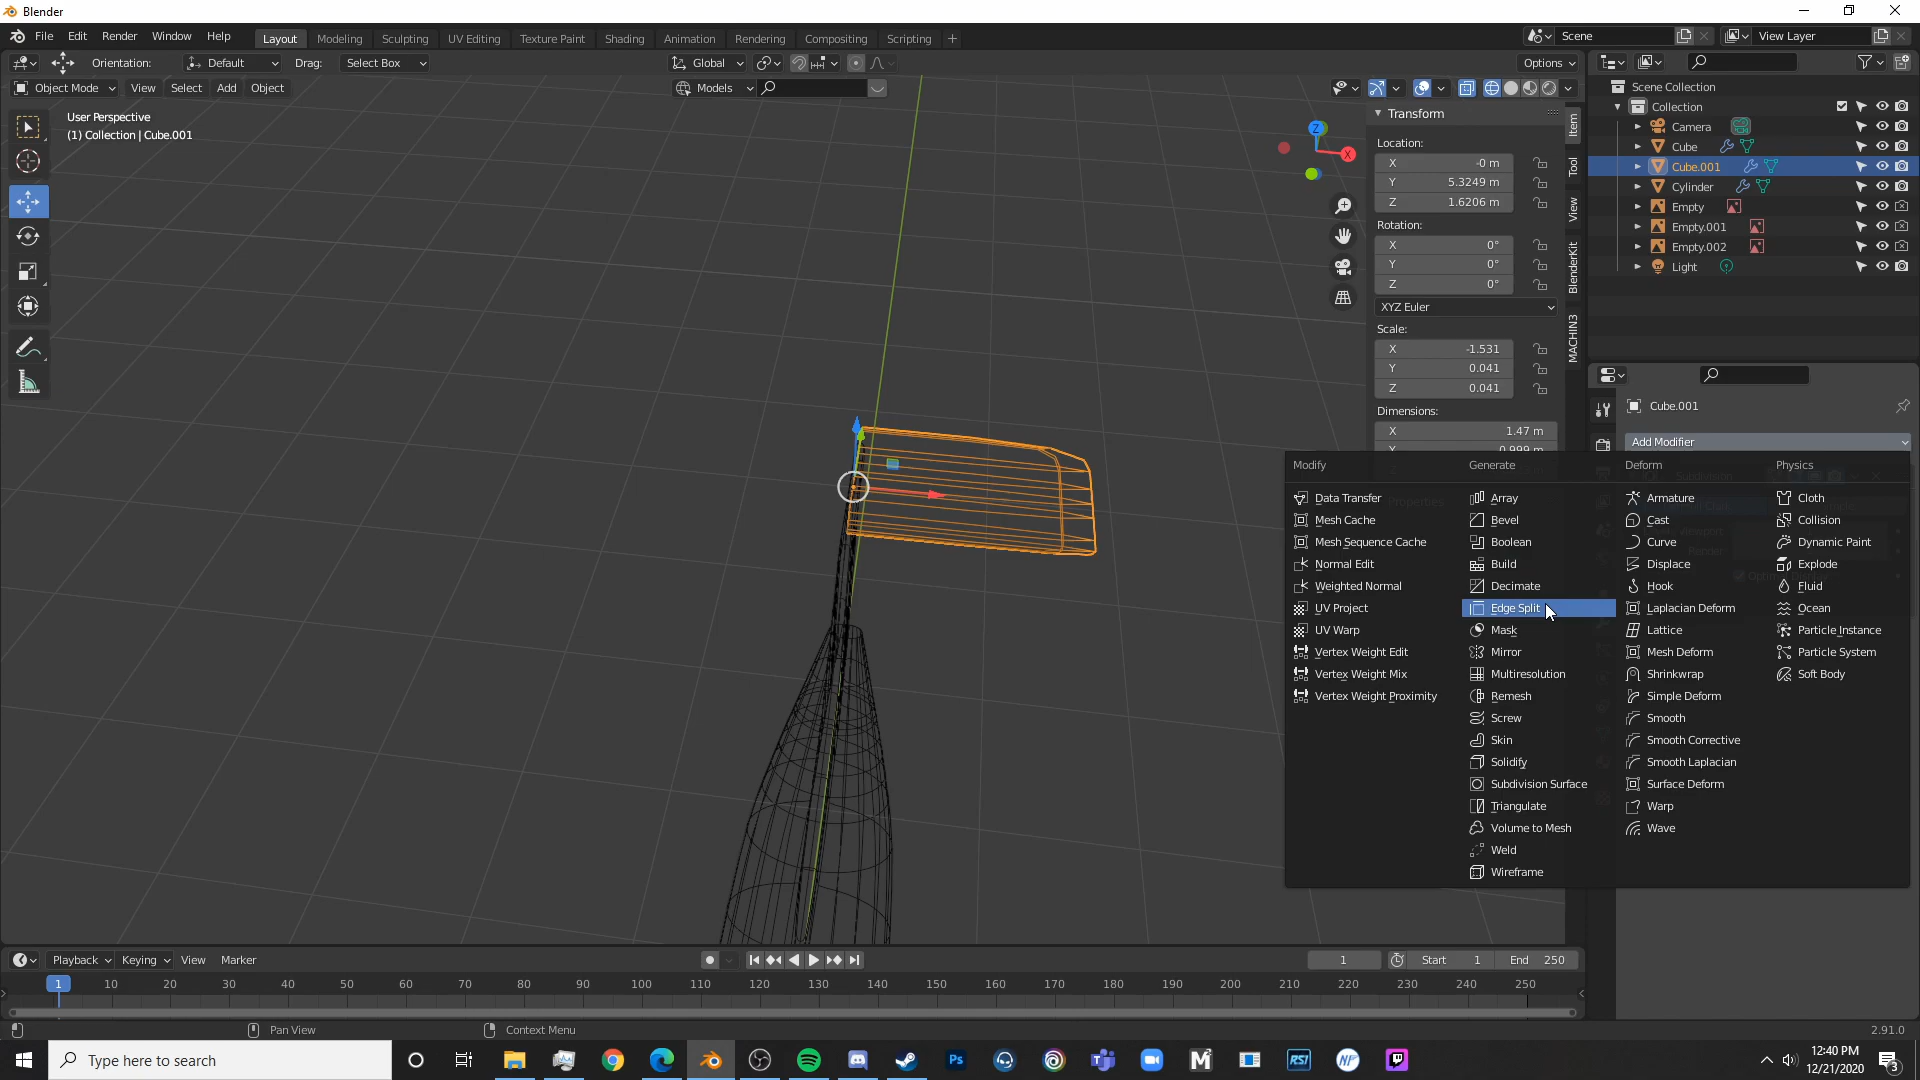 Blender
File Edit Render Window Help
Layout Modeling Sculpting UV Editing Texture Paint Shading Animation Rendering Compositing Scripting +
Scene
View Layer
Orientation: Default Drag: Select Box
Global
Options
Object Mode View Select Add Object
Models
User Perspective
(1) Collection | Cube.001
Z
X
Transform
Location:
X -0 m
Y 5.3249 m
Z 1.6206 m
Rotation:
X 0°
Y 0°
Z 0°
XYZ Euler
Scale:
X -1.531
Y 0.041
Z 0.041
Dimensions:
X 1.47 m
Y 0.999 m
Item
Tool
View
BlenderKit
MACHIN3
Scene Collection
Collection
Camera
Cube
Cube.001
Cylinder
Empty
Empty.001
Empty.002
Light
Cube.001
Add Modifier
Modify
Data Transfer
Mesh Cache
Mesh Sequence Cache
Normal Edit
Weighted Normal
UV Project
UV Warp
Vertex Weight Edit
Vertex Weight Mix
Vertex Weight Proximity
Generate
Array
Bevel
Boolean
Build
Decimate
Edge Split
Mask
Mirror
Multiresolution
Remesh
Screw
Skin
Solidify
Subdivision Surface
Triangulate
Volume to Mesh
Weld
Wireframe
Deform
Armature
Cast
Curve
Displace
Hook
Laplacian Deform
Lattice
Mesh Deform
Shrinkwrap
Simple Deform
Smooth
Smooth Corrective
Smooth Laplacian
Surface Deform
Warp
Wave
Physics
Cloth
Collision
Dynamic Paint
Explode
Fluid
Ocean
Particle Instance
Particle System
Soft Body
Playback Keying View Marker
1 Start 1 End 250
1 10 20 30 40 50 60 70 80 90 100 110 120 130 140 150 160 170 180 190 200 210 220 230 240 250
Pan View Context Menu 2.91.0
Type here to search
Ps
RSI
NP
12:40 PM
12/21/2020
3